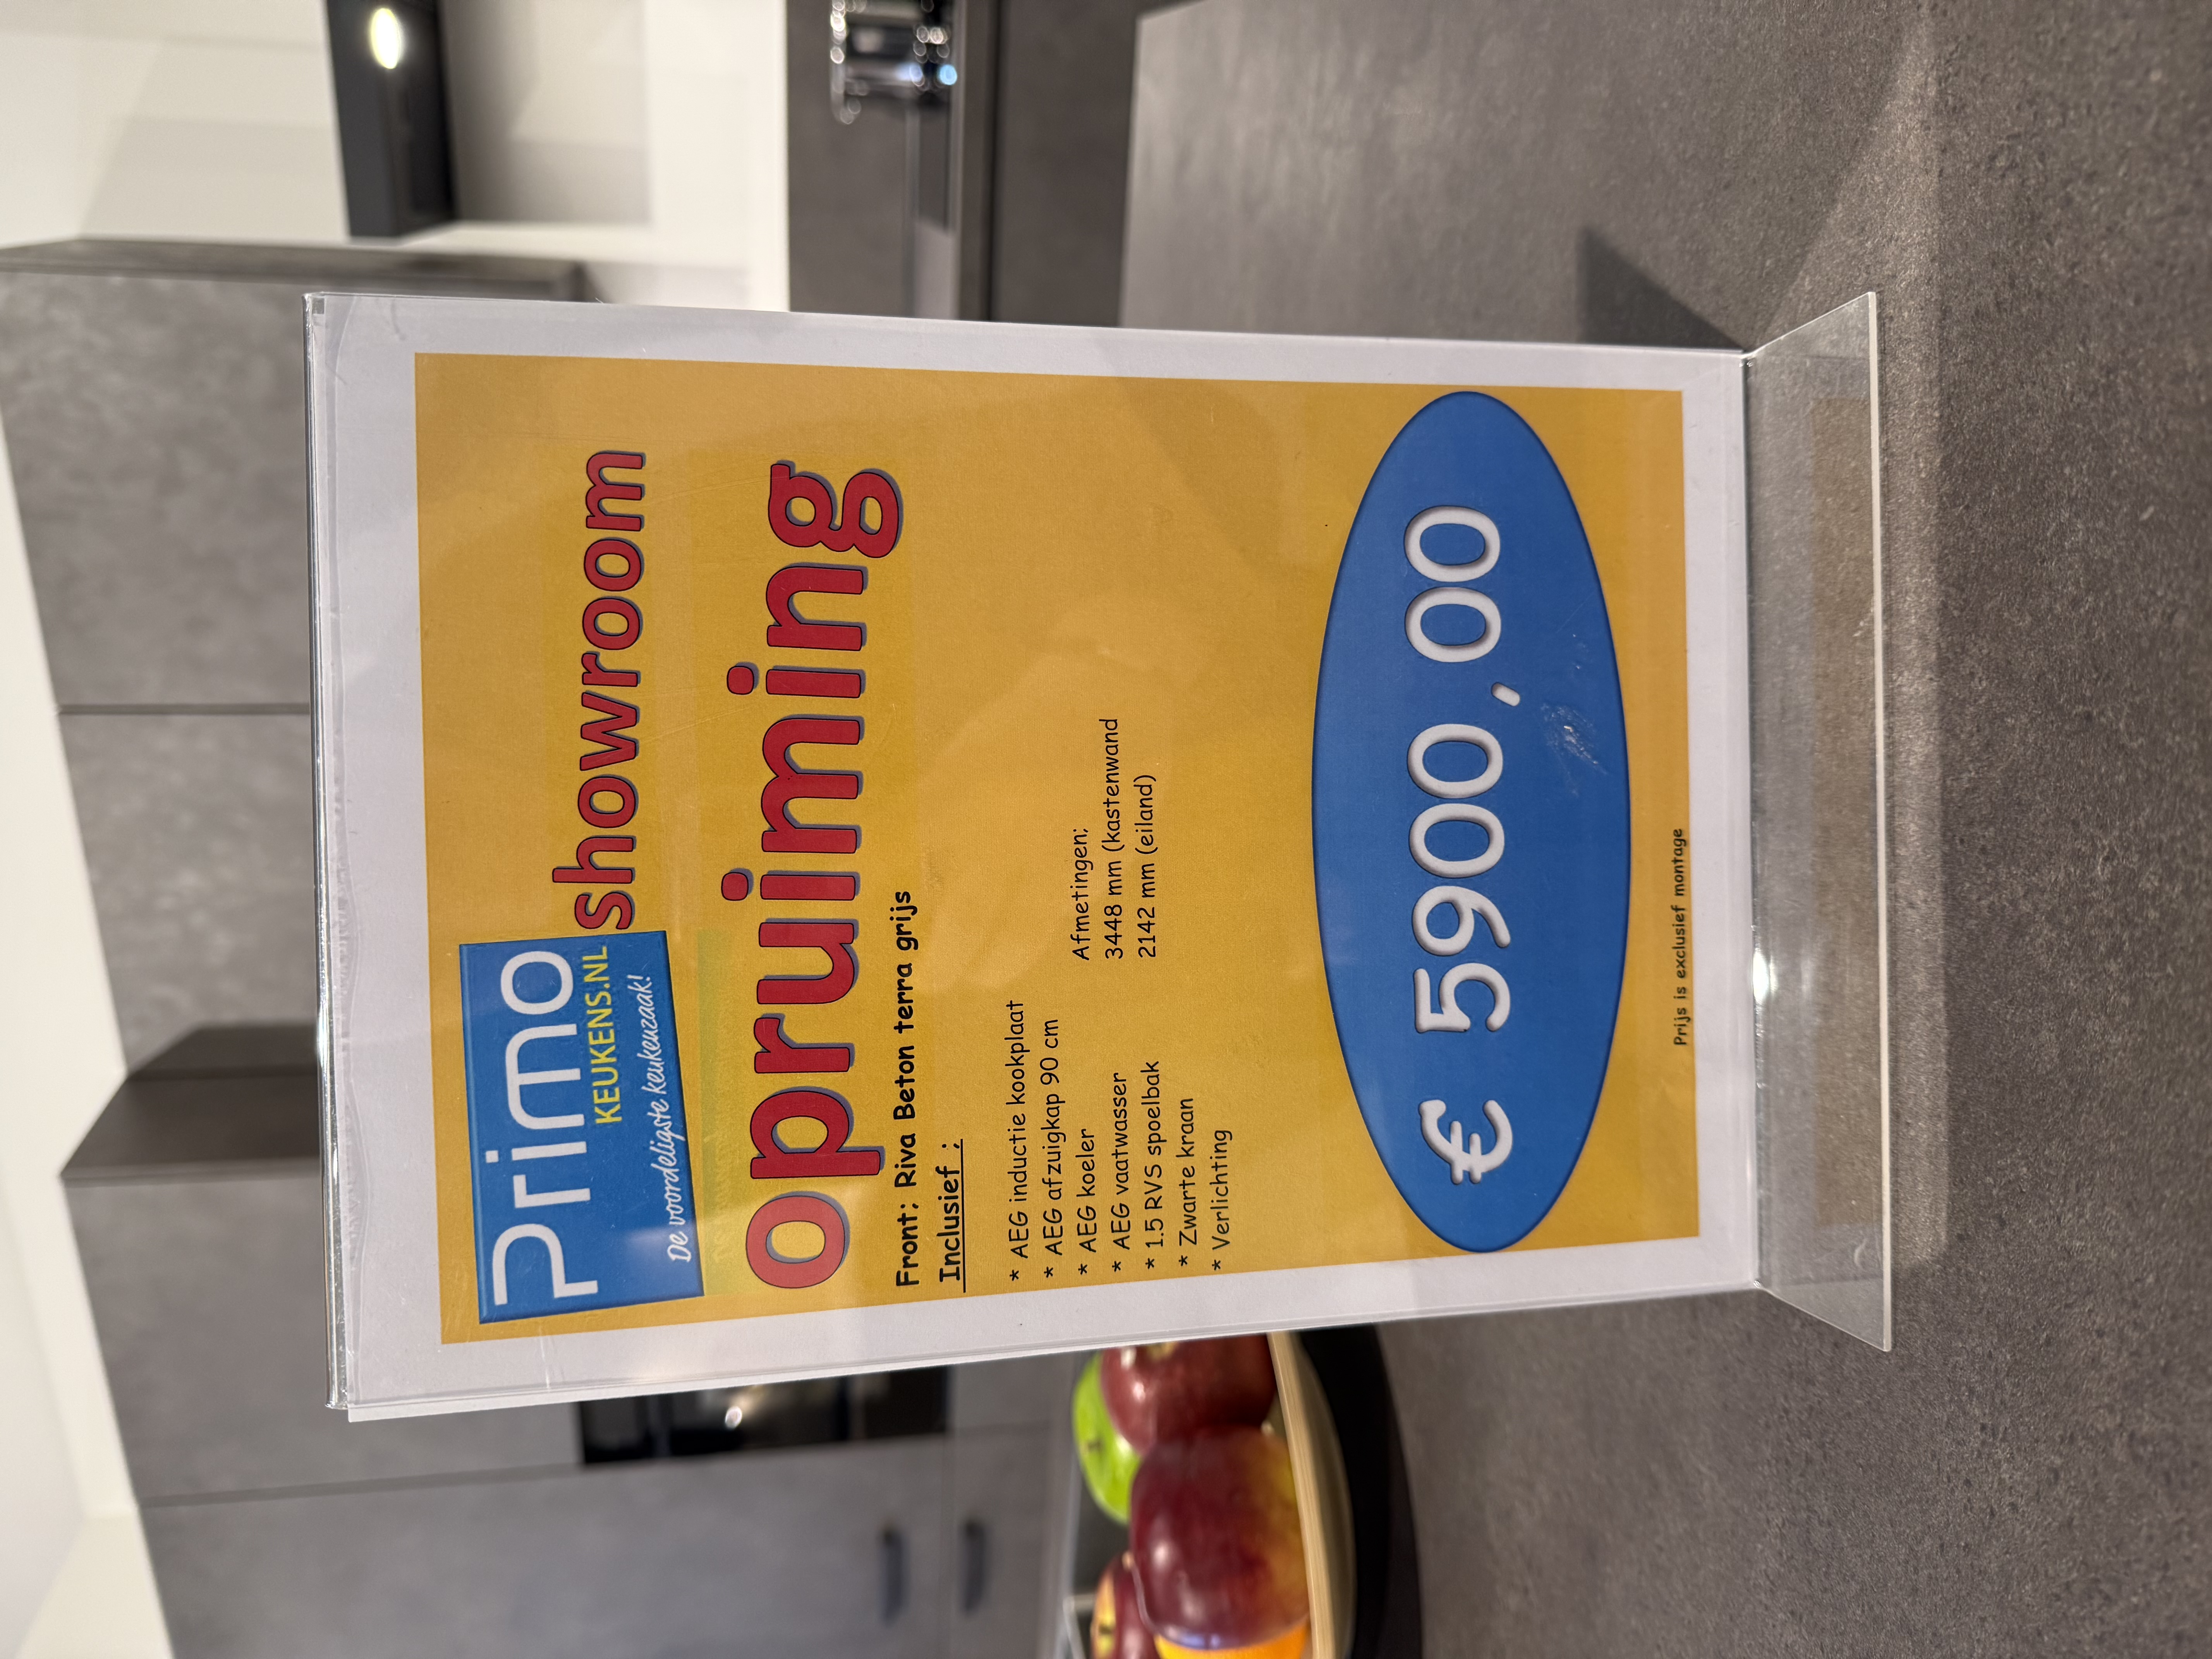 Primo
KEUKENS.NL
De voordeligste keukenzaak!
showroom
opruiming
Front: Riva Beton terra grijs
Inclusief :
* AEG inductie kookplaat
* AEG afzuigkap 90 cm
* AEG koeler
* AEG vaatwasser
* 1.5 RVS spoelbak
* Zwarte kraan
* Verlichting
Afmetingen:
3448 mm (kastenwand
2142 mm (eiland)
€ 5900,00
Prijs is exclusief montage